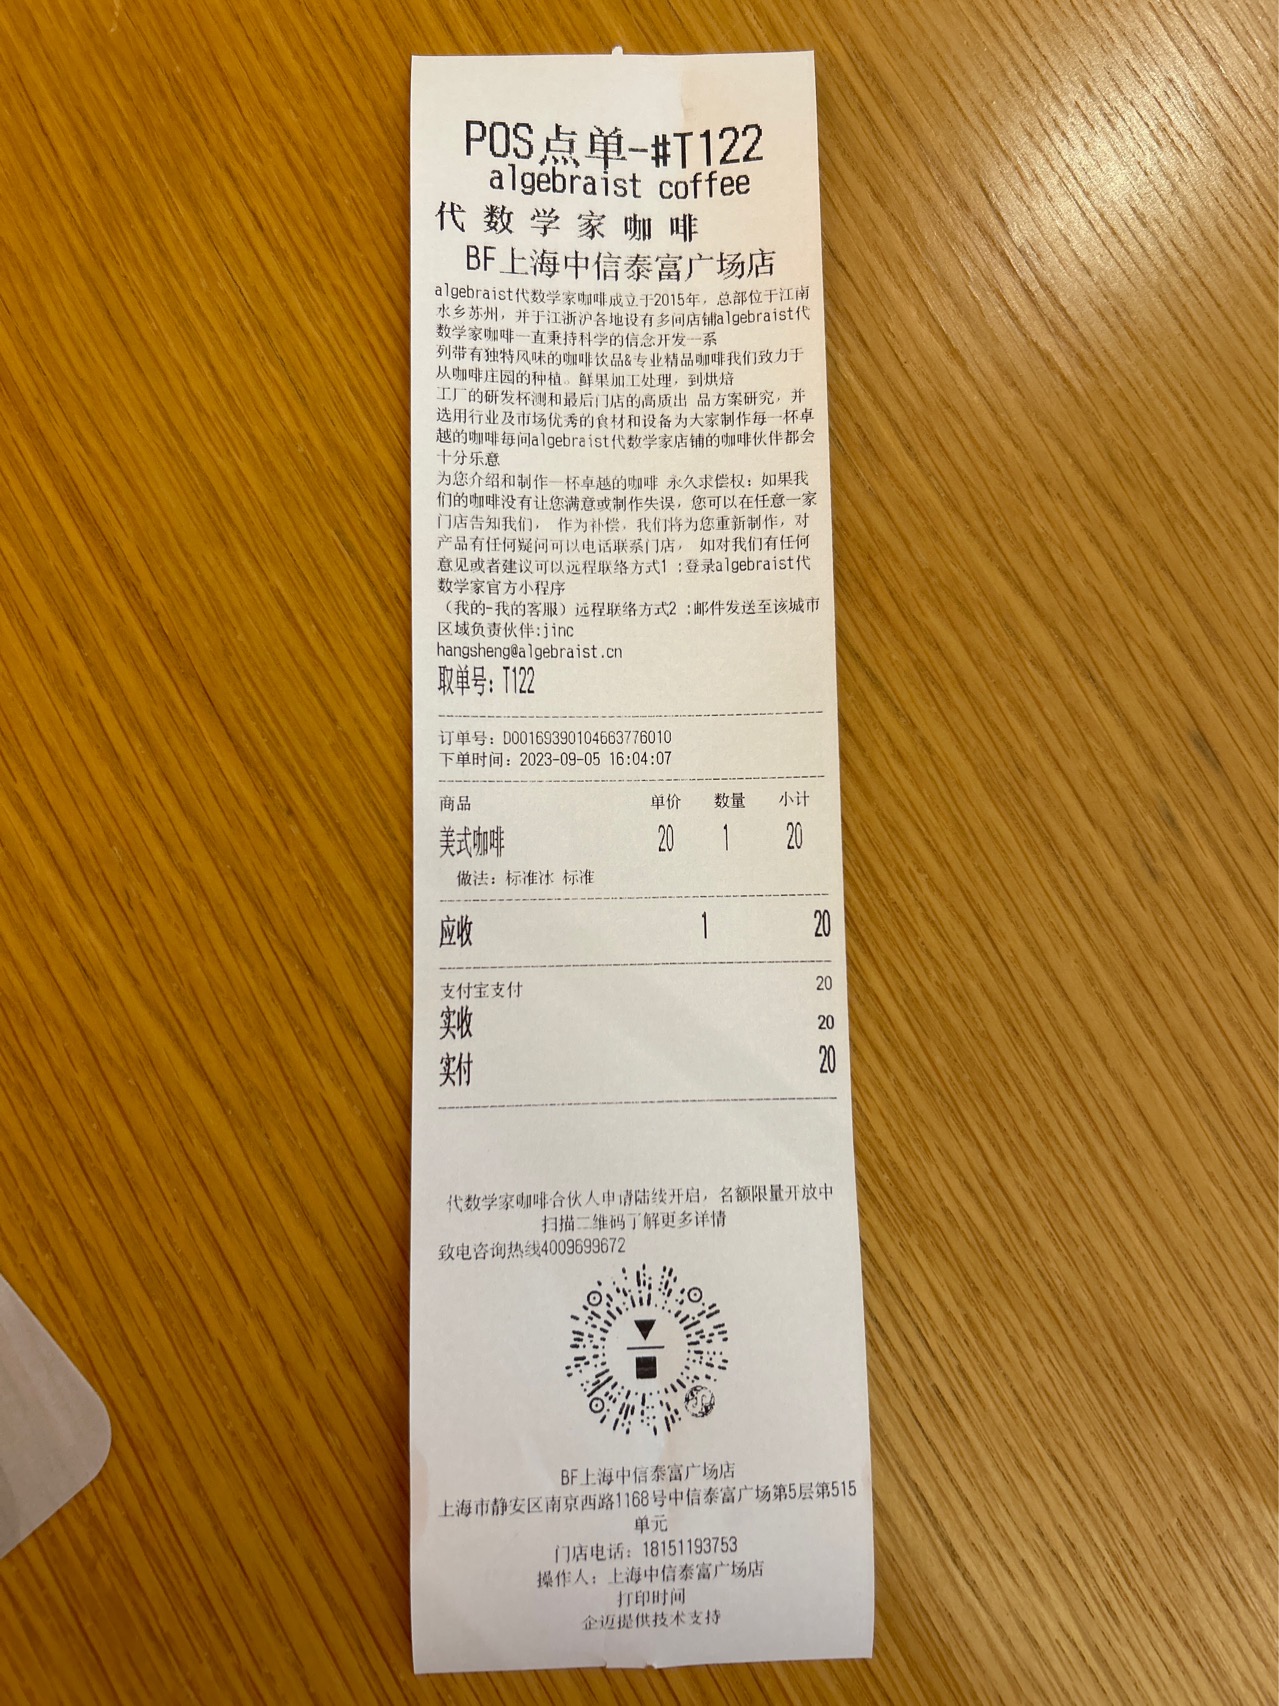 POS点单-#T122
algebraist coffee
代数学家咖啡
BF上海中信泰富广场店
algebraist代数学家咖啡成立于2015年，总部位于江南
水乡苏州，并于江浙沪各地设有多间店铺algebraist代
数学家咖啡一直秉持科学的信念开发一系
列带有独特风味的咖啡饮品&专业精品咖啡我们致力于
从咖啡庄园的种植。鲜果加工处理，到烘焙
工厂的研发杯测和最后门店的高质出 品方案研究，并
选用行业及市场优秀的食材和设备为大家制作每一杯卓
越的咖啡每间algebraist代数学家店铺的咖啡伙伴都会
十分乐意
为您介绍和制作一杯卓越的咖啡 永久求偿权：如果我
们的咖啡没有让您满意或制作失误，您可以在任意一家
门店告知我们， 作为补偿，我们将为您重新制作，对
产品有任何疑问可以电话联系门店， 如对我们有任何
意见或者建议可以远程联络方式1 :登录algebraist代
数学家官方小程序
（我的-我的客服）远程联络方式2 :邮件发送至该城市
区域负责伙伴:jinc
hangsheng@algebraist.cn
取单号：T122
订单号：D00169390104663776010
下单时间：2023-09-05 16:04:07
商品 单价 数量 小计
美式咖啡 20 1 20
做法：标准冰 标准
应收 1 20
支付宝支付 20
实收 20
实付 20
代数学家咖啡合伙人申请陆续开启，名额限量开放中
扫描二维码了解更多详情
致电咨询热线4009699672
BF上海中信泰富广场店
上海市静安区南京西路1168号中信泰富广场第5层第515
单元
门店电话：18151193753
操作人：上海中信泰富广场店
打印时间
企迈提供技术支持